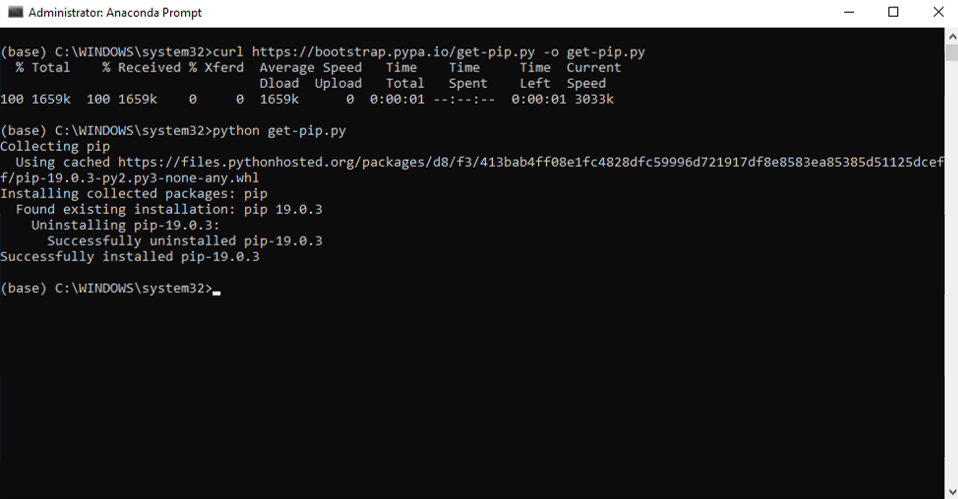 Administrator: Anaconda Prompt
(base) C:\WINDOWS\system32>curl https://bootstrap.pypa.io/get-pip.py -o get-pip.py
  % Total    % Received % Xferd  Average Speed   Time    Time     Time  Current
                                 Dload  Upload   Total   Spent    Left  Speed
100 1659k  100 1659k    0     0  1659k      0  0:00:01 --:--:--  0:00:01 3033k
(base) C:\WINDOWS\system32>python get-pip.py
Collecting pip
  Using cached https://files.pythonhosted.org/packages/d8/f3/413bab4ff08e1fc4828dfc59996d721917df8e8583ea85385d51125dcef
f/pip-19.0.3-py2.py3-none-any.whl
Installing collected packages: pip
  Found existing installation: pip 19.0.3
    Uninstalling pip-19.0.3:
      Successfully uninstalled pip-19.0.3
Successfully installed pip-19.0.3
(base) C:\WINDOWS\system32>